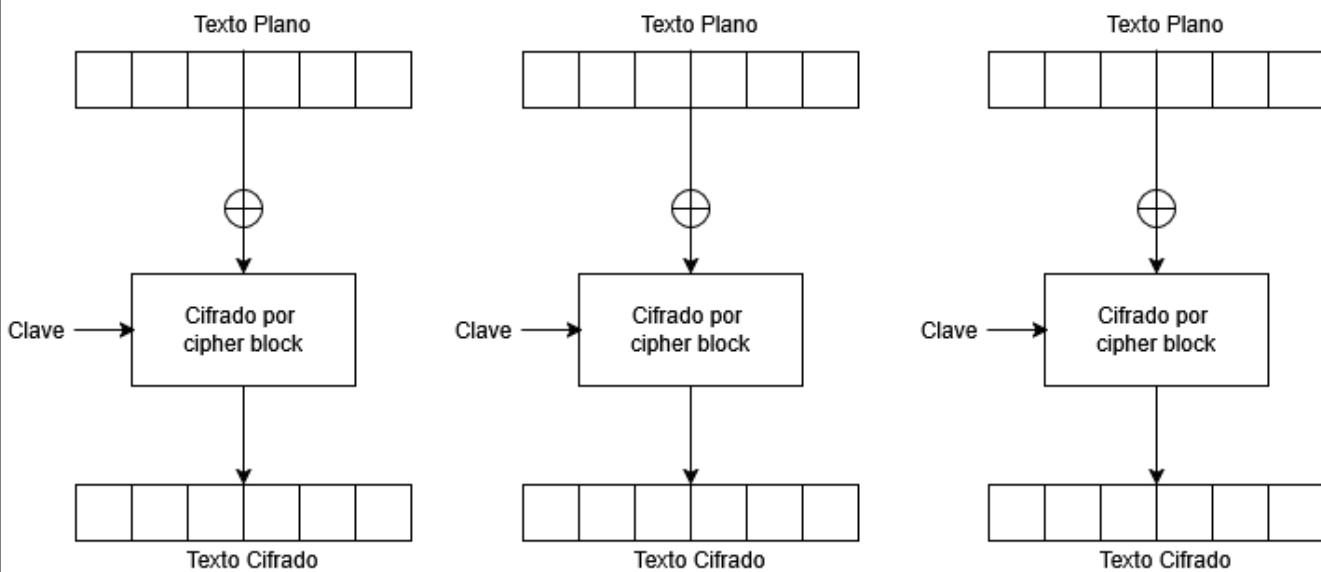 Texto Plano
Texto Plano
Texto Plano
Clave
Cifrado por
cipher block
Clave
Cifrado por
cipher block
Clave
Cifrado por
cipher block
Texto Cifrado
Texto Cifrado
Texto Cifrado